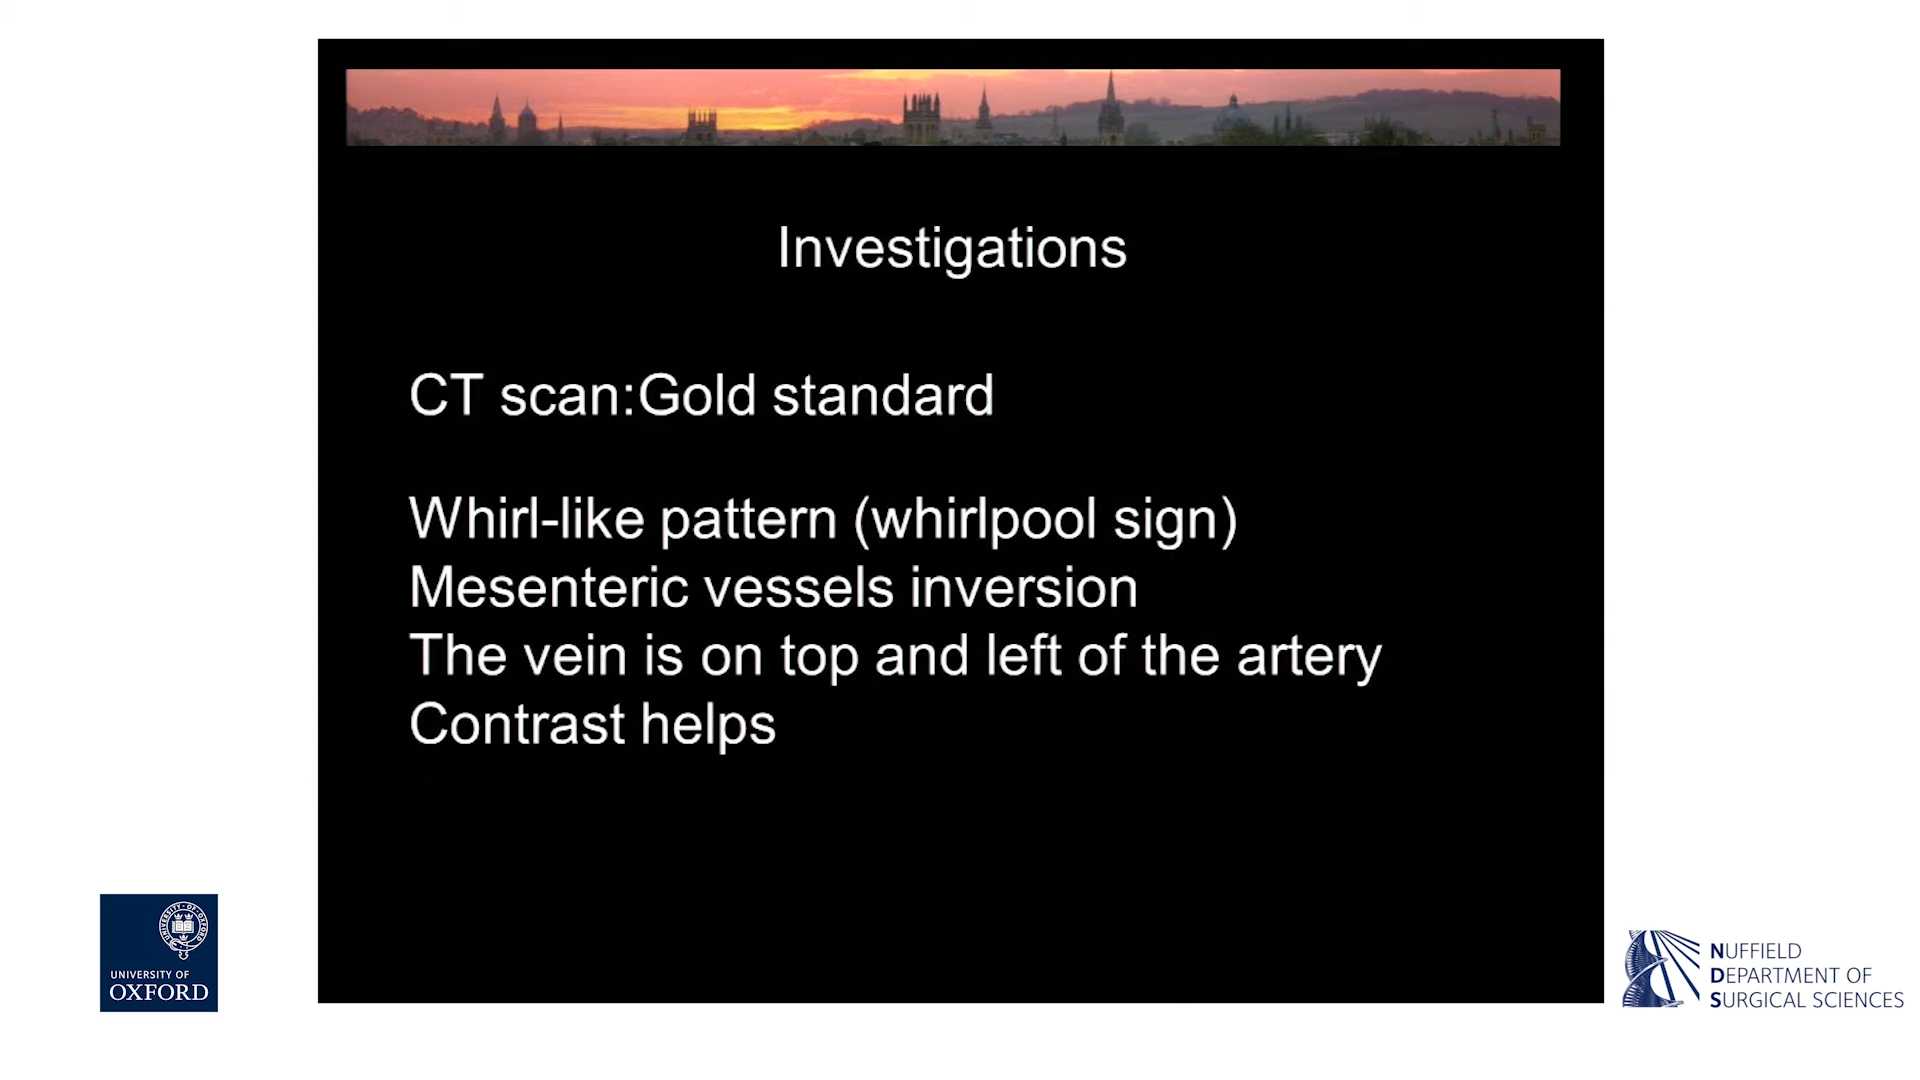 Investigations
CT scan:Gold standard
Whirl-like pattern (whirlpool sign)
Mesenteric vessels inversion
The vein is on top and left of the artery
Contrast helps
UNIVERSITY OF
OXFORD
NUFFIELD
DEPARTMENT OF
SURGICAL SCIENCES